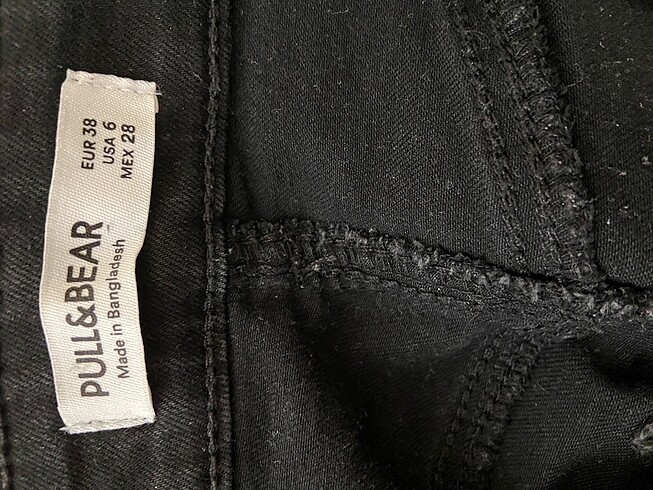 PULL&BEAR
Made in Bangladesh
EUR 38
USA 6
MEX 28